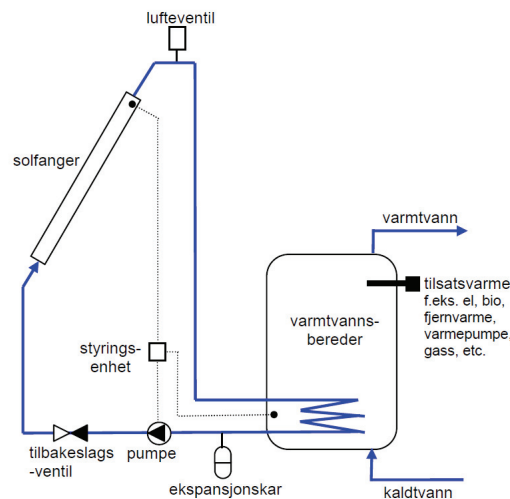 lufteventil
solfanger
varmtvann
tilsatsvarme
f.eks. el, bio,
fjernvarme,
varmepumpe,
gass, etc.
varmtvanns-
bereder
styrings-
enhet
tilbakeslags
-ventil
pumpe
ekspansjonskar
kaldtvann